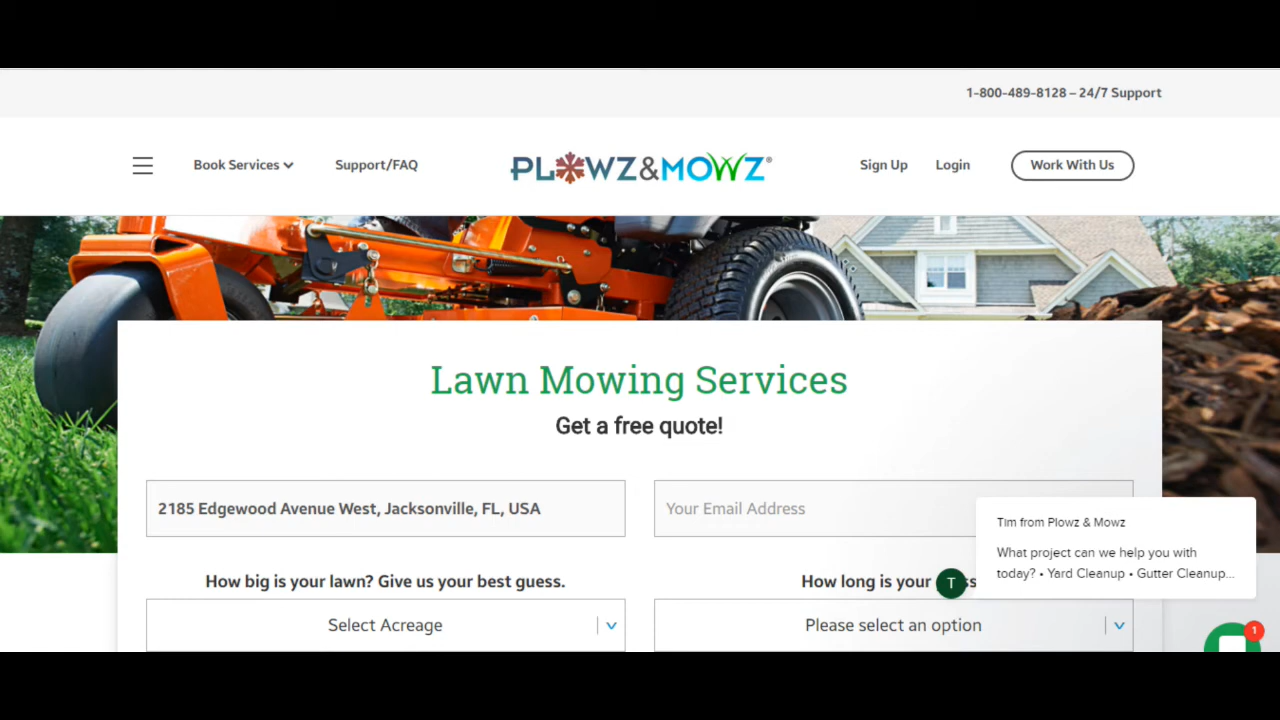 1-800-489-8128 – 24/7 Support
Book Services
Support/FAQ
PLOWZ&MOWZ®
Sign Up
Login
Work With Us
Lawn Mowing Services
Get a free quote!
2185 Edgewood Avenue West, Jacksonville, FL, USA
Your Email Address
Tim from Plowz & Mowz
What project can we help you with
today? • Yard Cleanup • Gutter Cleanup...
How big is your lawn? Give us your best guess.
How long is your
T
Select Acreage
Please select an option
1